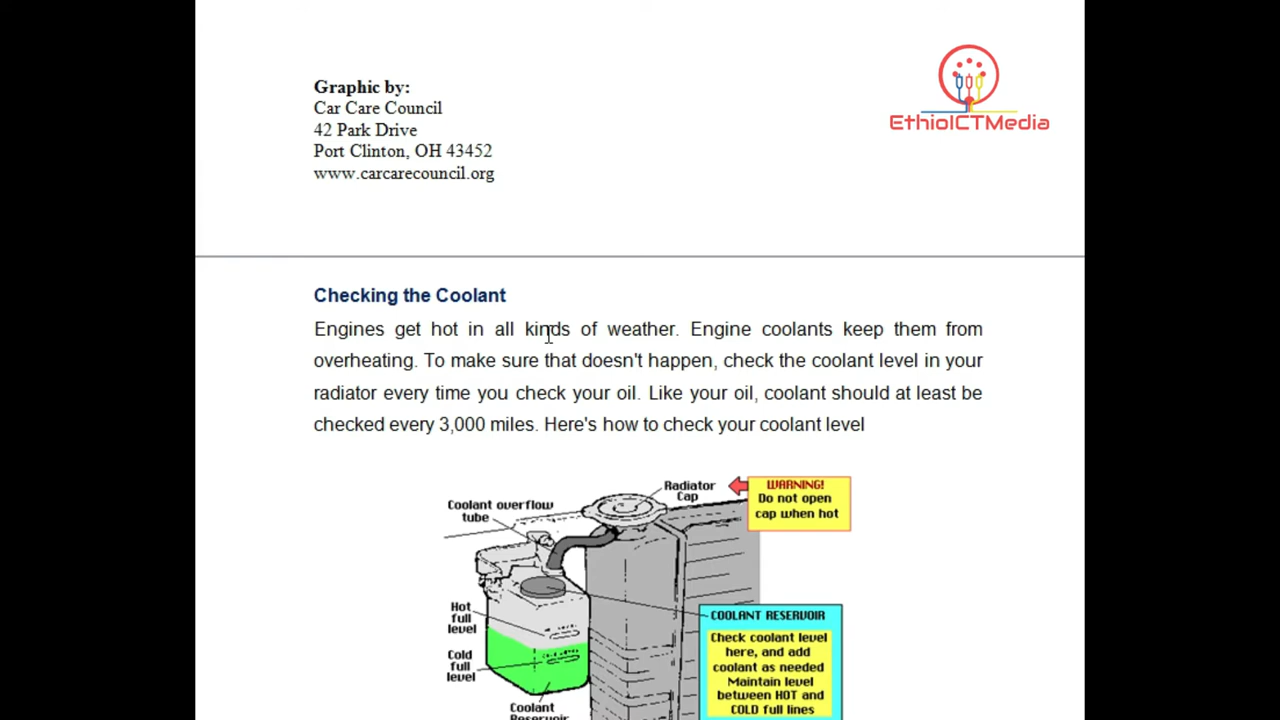 Graphic by:
Car Care Council
42 Park Drive
Port Clinton, OH 43452
www.carcarecouncil.org
EthioICTMedia
Checking the Coolant
Engines get hot in all kinds of weather. Engine coolants keep them from
overheating. To make sure that doesn't happen, check the coolant level in your
radiator every time you check your oil. Like your oil, coolant should at least be
checked every 3,000 miles. Here's how to check your coolant level
Radiator
Cap
WARNING!
Do not open
cap when hot
Coolant overflow
tube
Hot
full
level
Cold
full
level
Coolant
Reservoir
COOLANT RESERVOIR
Check coolant level
here, and add
coolant as needed
Maintain level
between HOT and
COLD full lines